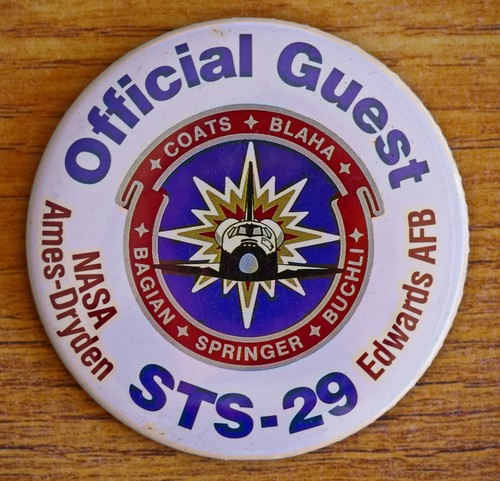 Official Guest
COATS ✦ BLAHA
BAGIAN ✦ SPRINGER ✦ BUCHLI
NASA
Ames-Dryden
Edwards AFB
STS-29